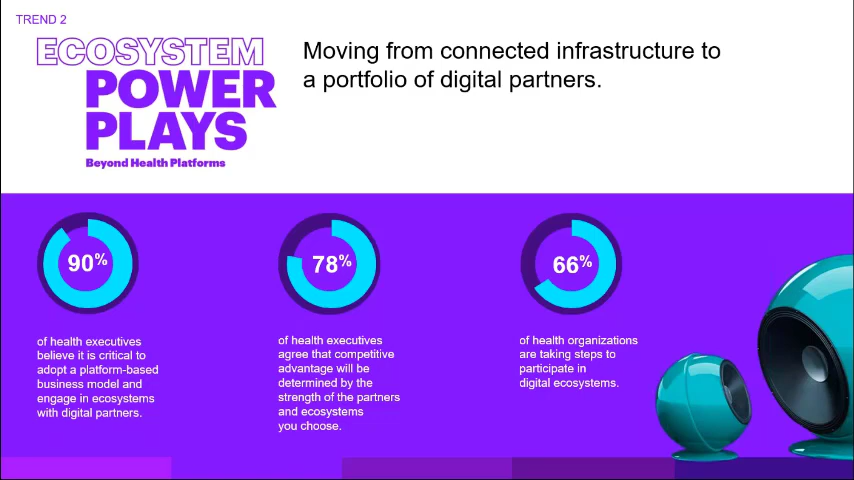 TREND 2
ECOSYSTEM
POWER
PLAYS
Beyond Health Platforms
Moving from connected infrastructure to
a portfolio of digital partners.
90%
of health executives
believe it is critical to
adopt a platform-based
business model and
engage in ecosystems
with digital partners.
78%
of health executives
agree that competitive
advantage will be
determined by the
strength of the partners
and ecosystems
you choose.
66%
of health organizations
are taking steps to
participate in
digital ecosystems.